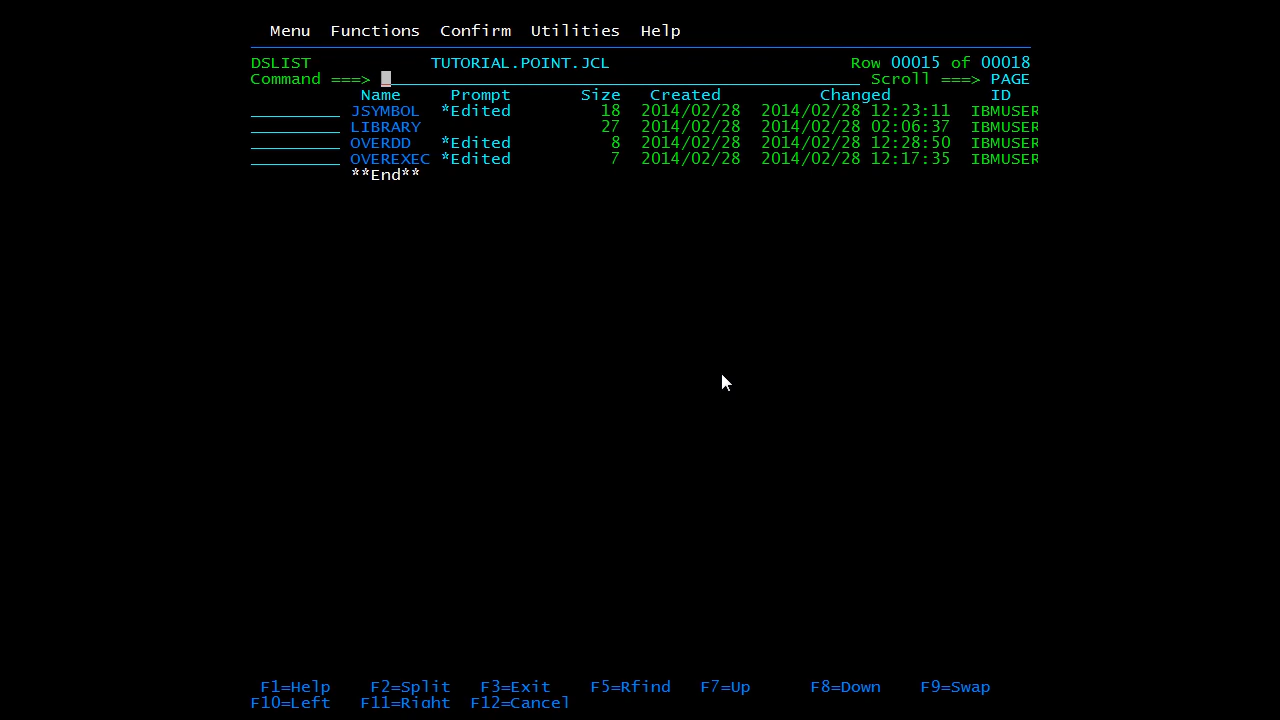 Menu Functions Confirm Utilities Help
DSLIST TUTORIAL.POINT.JCL Row 00015 of 00018
Command ===> Scroll ===> PAGE
Name Prompt Size Created Changed ID
JSYMBOL *Edited 18 2014/02/28 2014/02/28 12:23:11 IBMUSER
LIBRARY 27 2014/02/28 2014/02/28 02:06:37 IBMUSER
OVERDD *Edited 8 2014/02/28 2014/02/28 12:28:50 IBMUSER
OVEREXEC *Edited 7 2014/02/28 2014/02/28 12:17:35 IBMUSER
**End**
F1=Help F2=Split F3=Exit F5=Rfind F7=Up F8=Down F9=Swap
F10=Left F11=Right F12=Cancel